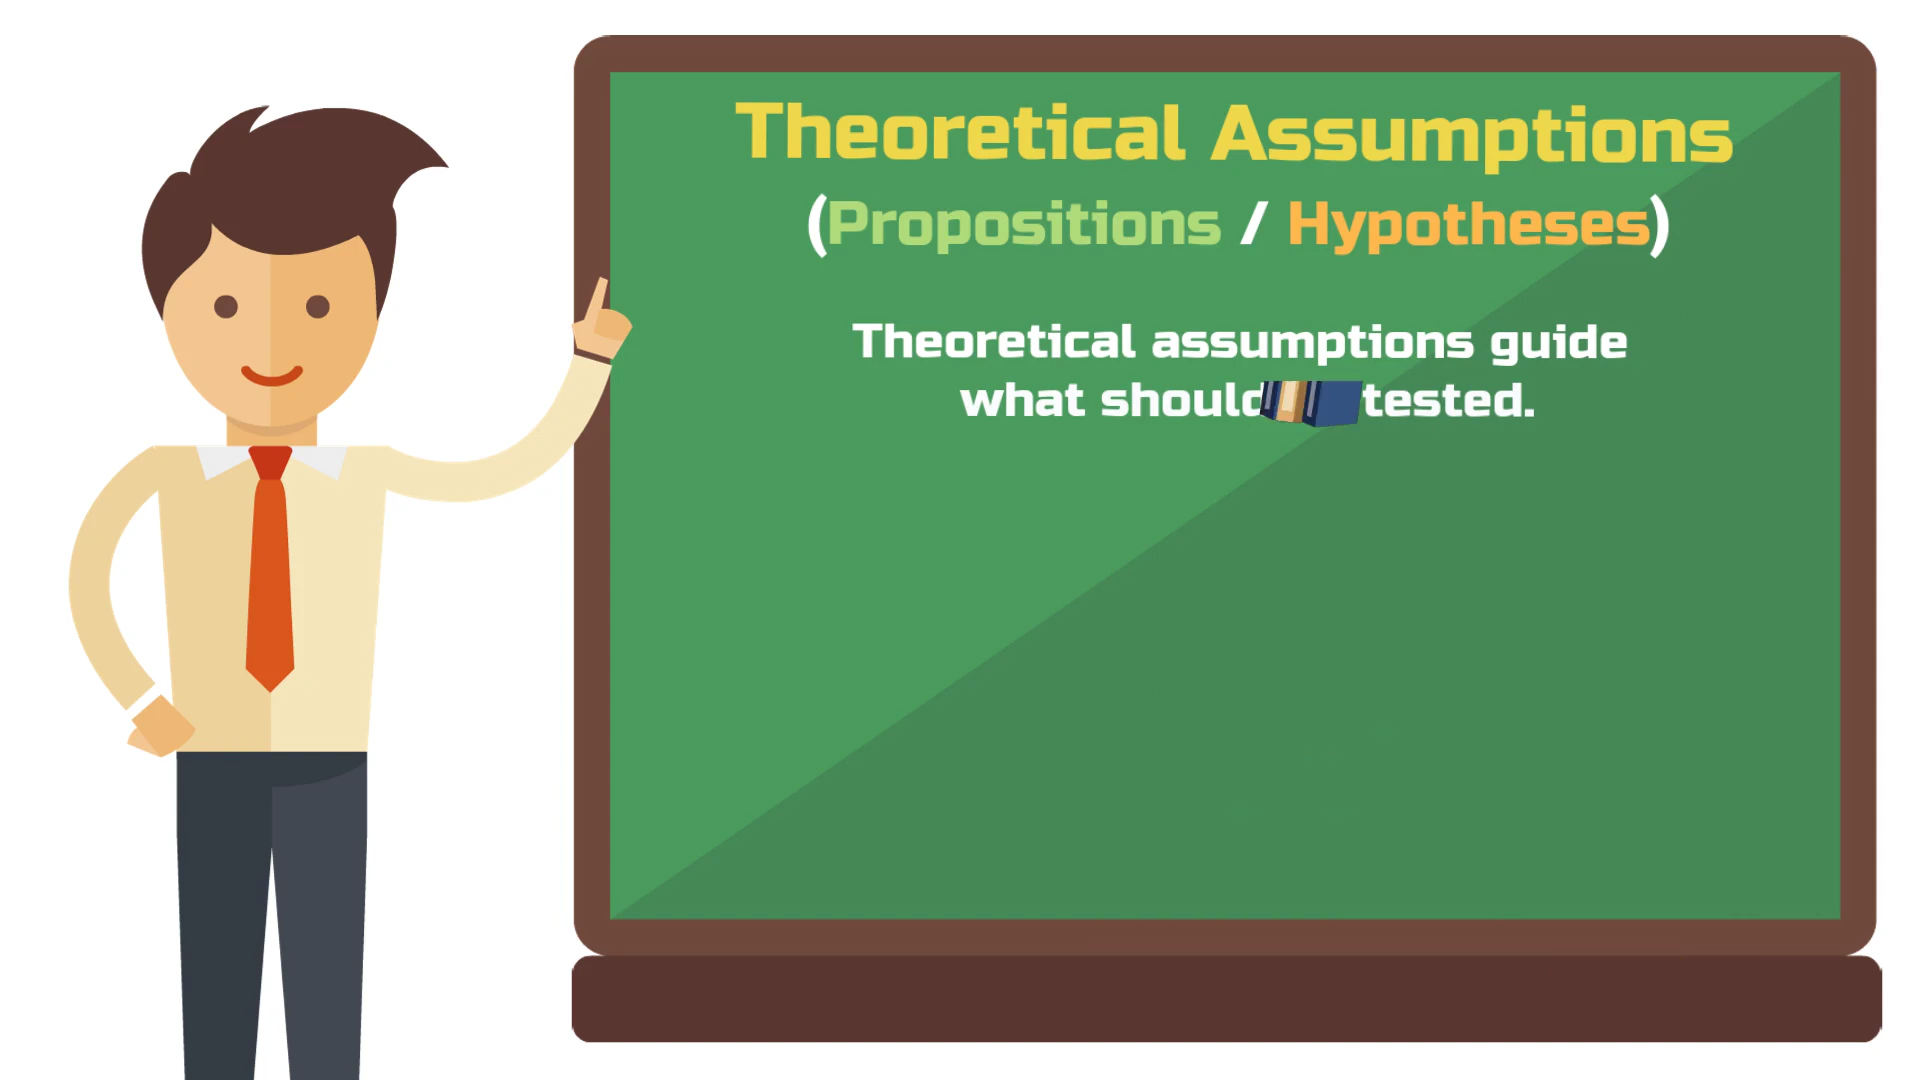 Theoretical Assumptions
(Propositions / Hypotheses)
Theoretical assumptions guide
what should tested.